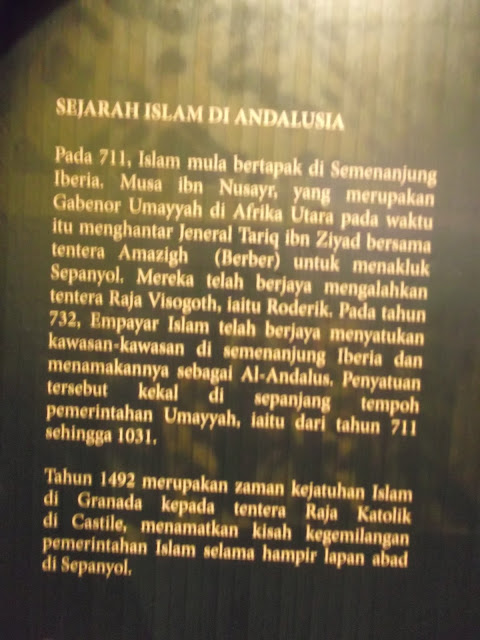 SEJARAH ISLAM DI ANDALUSIA
Pada 711, Islam mula bertapak di Semenanjung
Iberia. Musa ibn Nusayr, yang merupakan
Gabenor Umayyah di Afrika Utara pada waktu
itu menghantar Jeneral Tariq ibn Ziyad bersama
tentera Amazigh (Berber) untuk menakluk
Sepanyol. Mereka telah berjaya mengalahkan
tentera Raja Visogoth, iaitu Roderik. Pada tahun
732, Empayar Islam telah berjaya menyatukan
kawasan-kawasan di semenanjung Iberia dan
menamakannya sebagai Al-Andalus. Penyatuan
tersebut kekal di sepanjang tempoh
pemerintahan Umayyah, iaitu dari tahun 711
sehingga 1031.
Tahun 1492 merupakan zaman kejatuhan Islam
di Granada kepada tentera Raja Katolik
di Castile, menamatkan kisah kegemilangan
pemerintahan Islam selama hampir lapan abad
di Sepanyol.